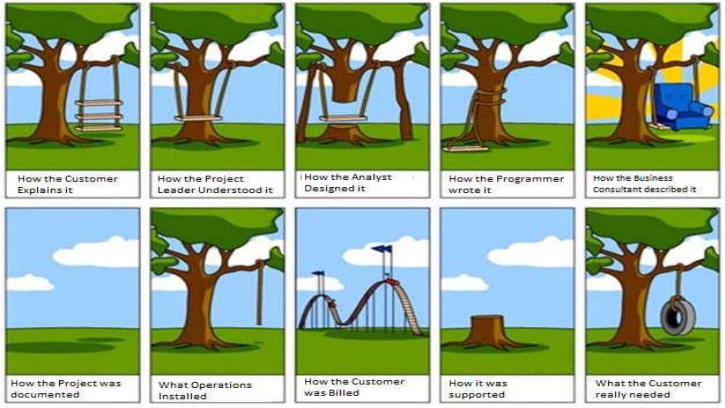 How the Customer
Explains it
How the Project
Leader Understood it
How the Analyst
Designed it
How the Programmer
wrote it
How the Business
Consultant described it
How the Project was
documented
What Operations
Installed
How the Customer
was Billed
How it was
supported
What the Customer
really needed